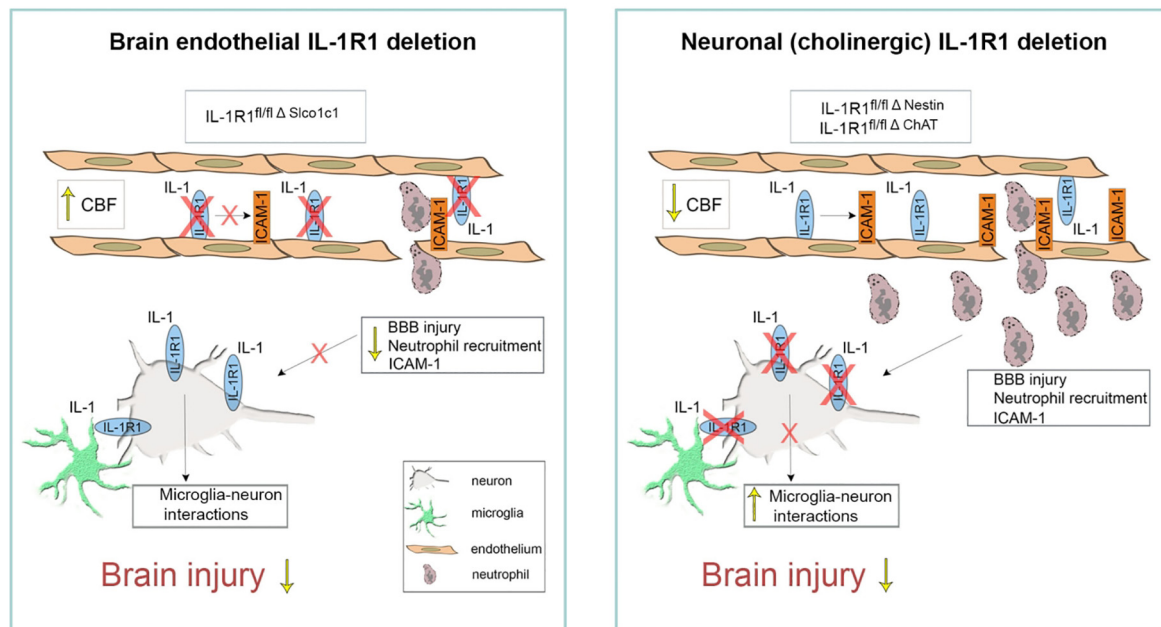 Brain endothelial IL-1R1 deletion
IL-1R1fl/fl Δ Slco1c1
CBF
IL-1
IL-1R1
X
ICAM-1
IL-1
IL-1R1
ICAM-1
IL-1R1
IL-1
IL-1
IL-1R1
IL-1
IL-1R1
IL-1
IL-1R1
X
BBB injury
Neutrophil recruitment
ICAM-1
Microglia-neuron
interactions
neuron
microglia
endothelium
neutrophil
Brain injury
Neuronal (cholinergic) IL-1R1 deletion
IL-1R1fl/fl Δ Nestin
IL-1R1fl/fl Δ ChAT
CBF
IL-1
IL-1R1
ICAM-1
IL-1
IL-1R1
ICAM-1
ICAM-1
IL-1R1
IL-1
ICAM-1
IL-1
IL-1R1
IL-1
IL-1R1
IL-1
IL-1R1
X
BBB injury
Neutrophil recruitment
ICAM-1
Microglia-neuron
interactions
Brain injury